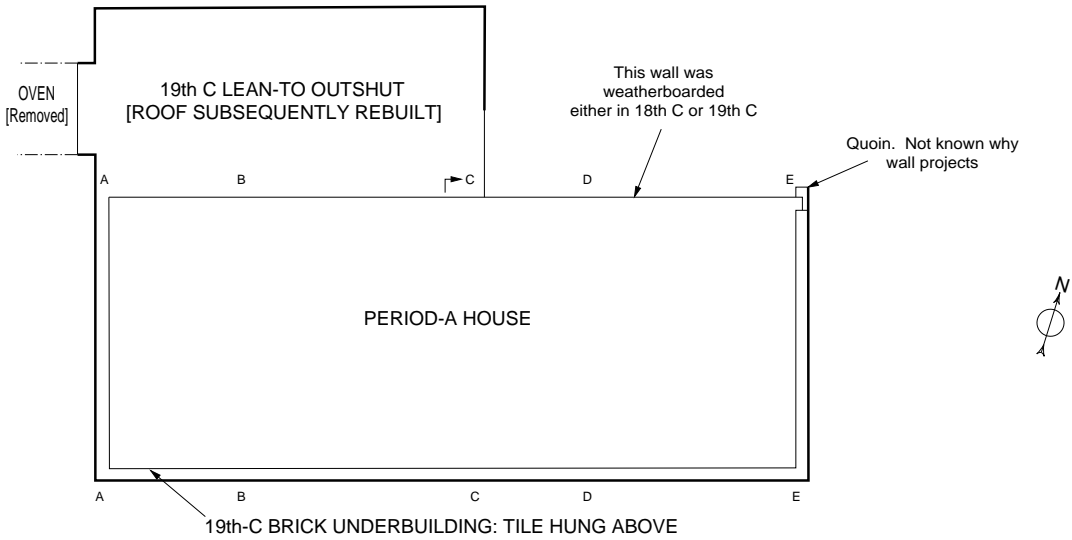 19th C LEAN-TO OUTSHUT
[ROOF SUBSEQUENTLY REBUILT]
OVEN
[Removed]
This wall was
weatherboarded
either in 18th C or 19th C
Quoin. Not known why
wall projects
A
B
C
D
E
PERIOD-A HOUSE
N
A
B
C
D
E
19th-C BRICK UNDERBUILDING: TILE HUNG ABOVE